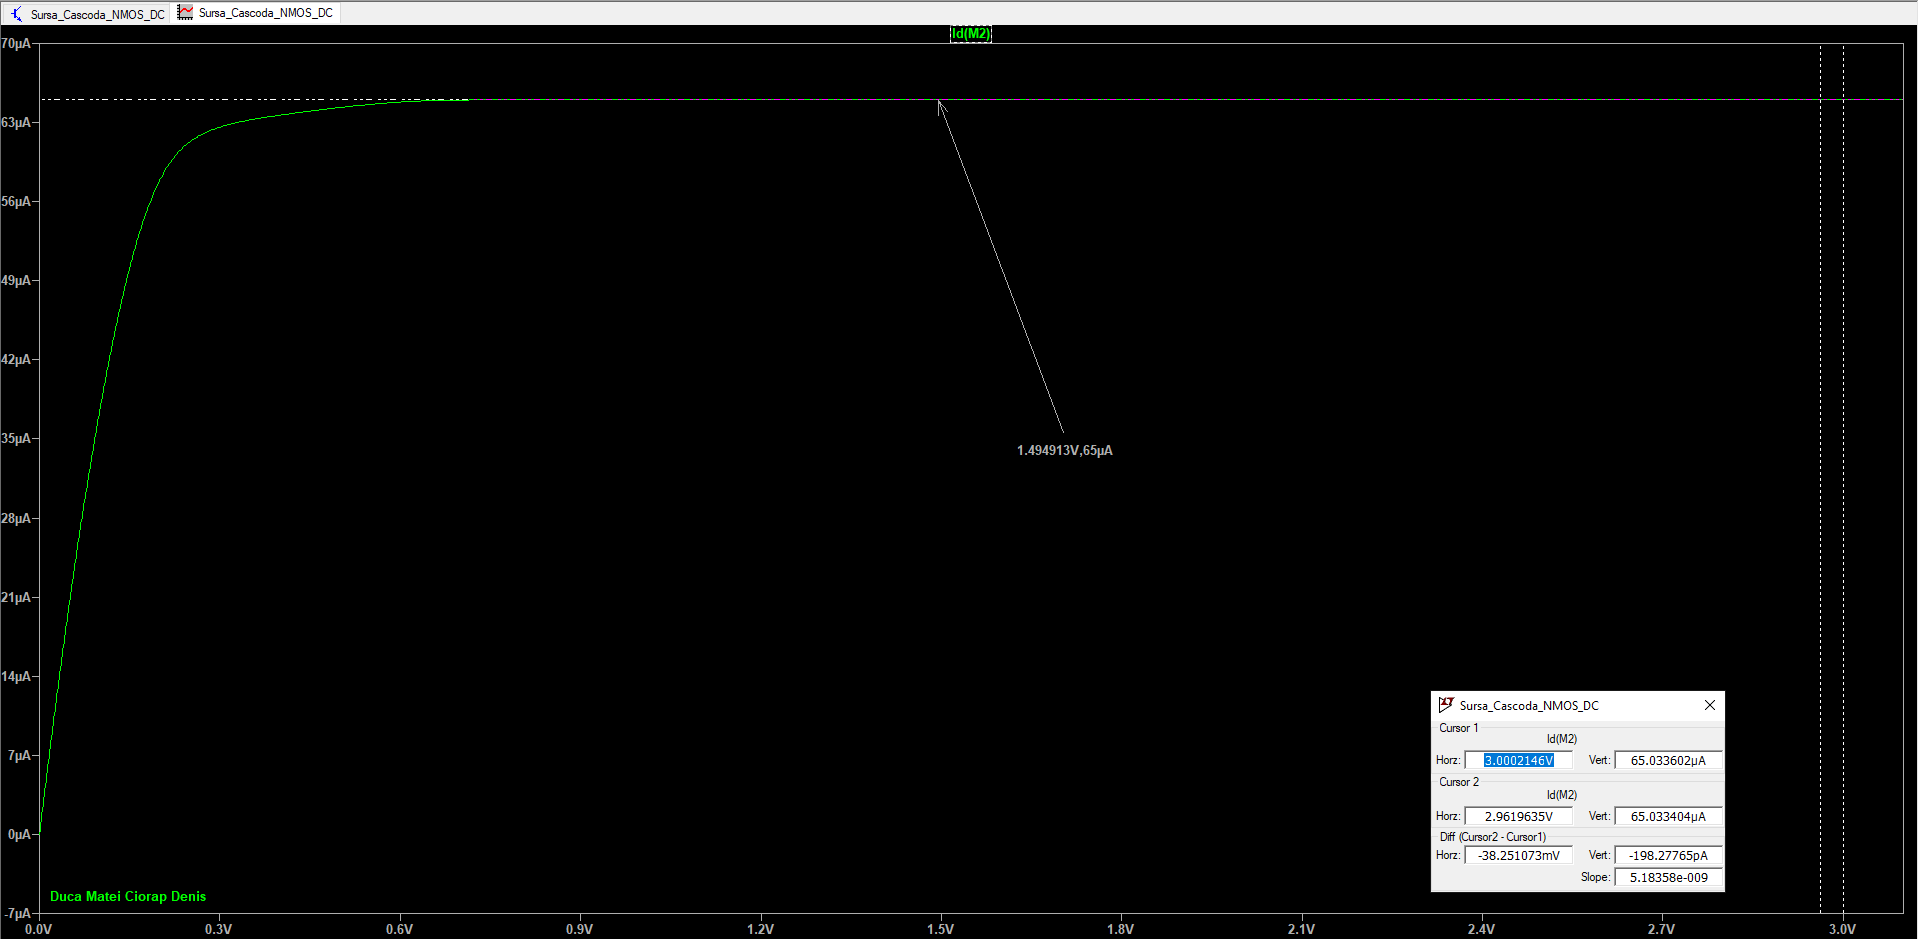 Sursa_Cascoda_NMOS_DC
Sursa_Cascoda_NMOS_DC
Id(M2)
70µA
63µA
56µA
49µA
42µA
35µA
28µA
21µA
14µA
7µA
0µA
-7µA
1.494913V,65µA
Sursa_Cascoda_NMOS_DC
Cursor 1
Id(M2)
Horz: 3.0002146V Vert: 65.033602µA
Cursor 2
Id(M2)
Horz: 2.9619635V Vert: 65.033404µA
Diff (Cursor2 - Cursor1)
Horz: -38.251073mV Vert: -198.27765pA
Slope: 5.18358e-009
Duca Matei Ciorap Denis
0.0V 0.3V 0.6V 0.9V 1.2V 1.5V 1.8V 2.1V 2.4V 2.7V 3.0V